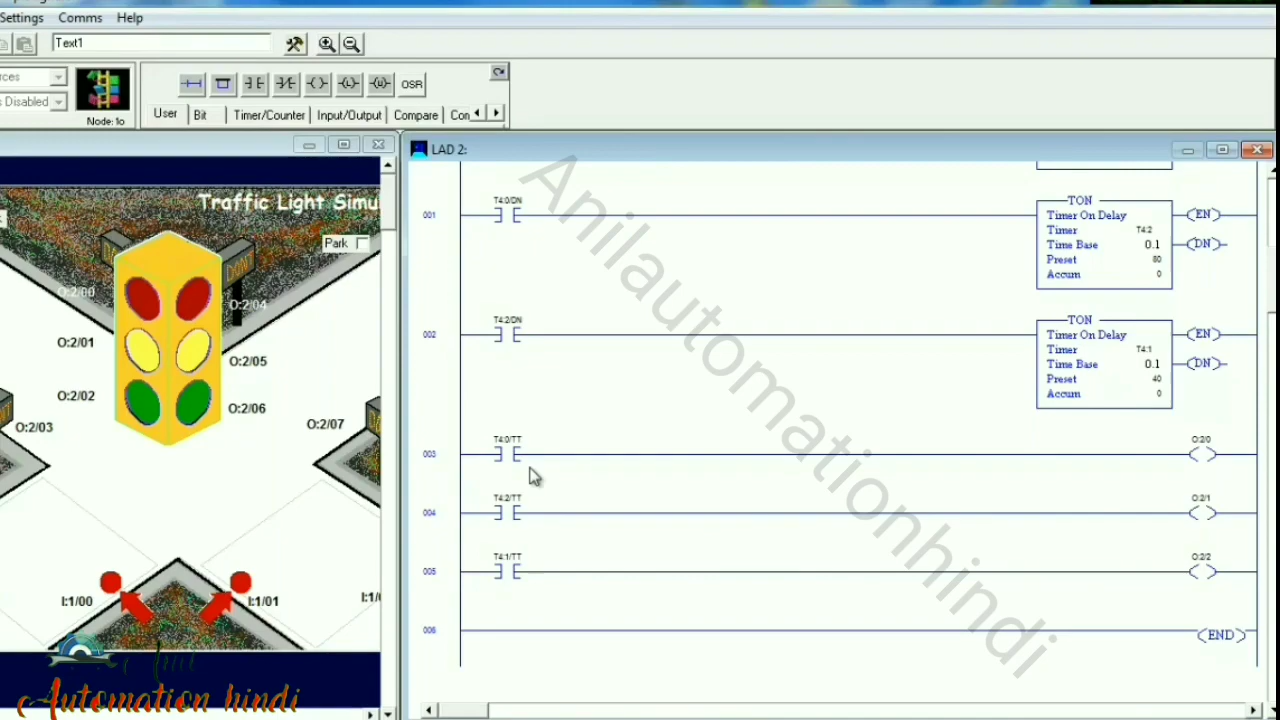 Settings Comms Help
Text1
rces
s Disabled
Node: 1o
OSR
User Bit Timer/Counter Input/Output Compare Con
LAD 2:
Traffic Light Simu
Park
DONT
O:2/00
O:2/04
O:2/01
O:2/05
O:2/02
O:2/06
O:2/03
O:2/07
I:1/00
I:1/01
I:1/0
Automation hindi
001
T4:0/DN
TON
Timer On Delay
Timer T4:2
Time Base 0.1
Preset 80
Accum 0
EN
DN
002
T4:2/DN
TON
Timer On Delay
Timer T4:1
Time Base 0.1
Preset 40
Accum 0
EN
DN
003
T4:0/TT
O:2/0
004
T4:2/TT
O:2/1
005
T4:1/TT
O:2/2
006
END
Anilautomationhindi